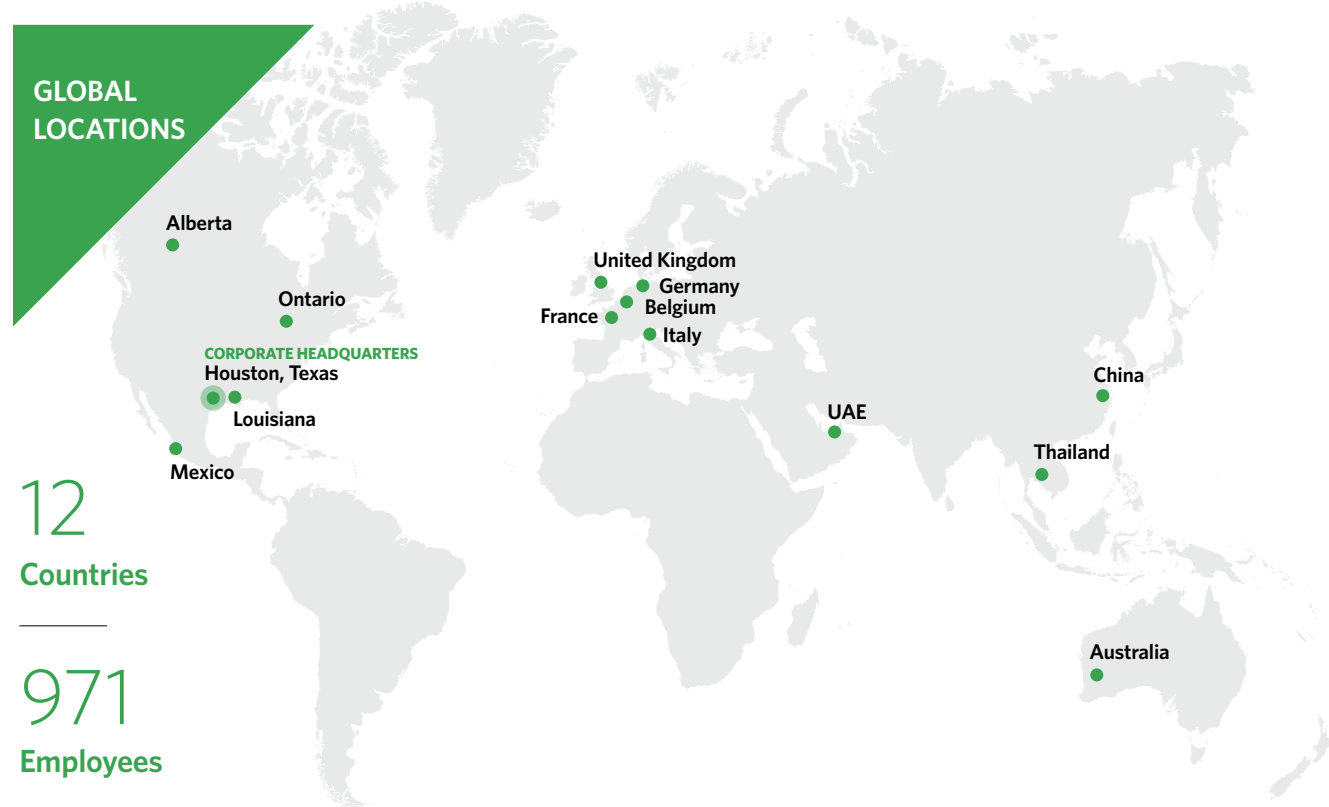 GLOBAL
LOCATIONS
Alberta
Ontario
CORPORATE HEADQUARTERS
Houston, Texas
Louisiana
Mexico
United Kingdom
Germany
Belgium
France
Italy
UAE
China
Thailand
Australia
12
Countries
971
Employees